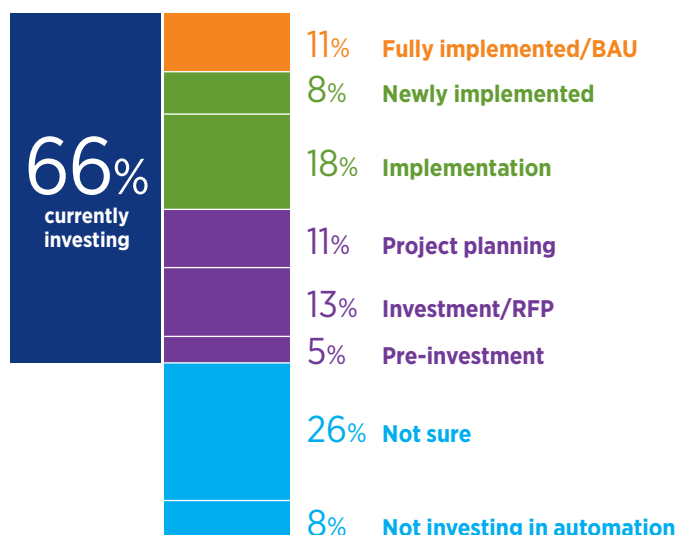 11% Fully implemented/BAU
8% Newly implemented
66%
currently
investing
18% Implementation
11% Project planning
13% Investment/RFP
5% Pre-investment
26% Not sure
8% Not investing in automation